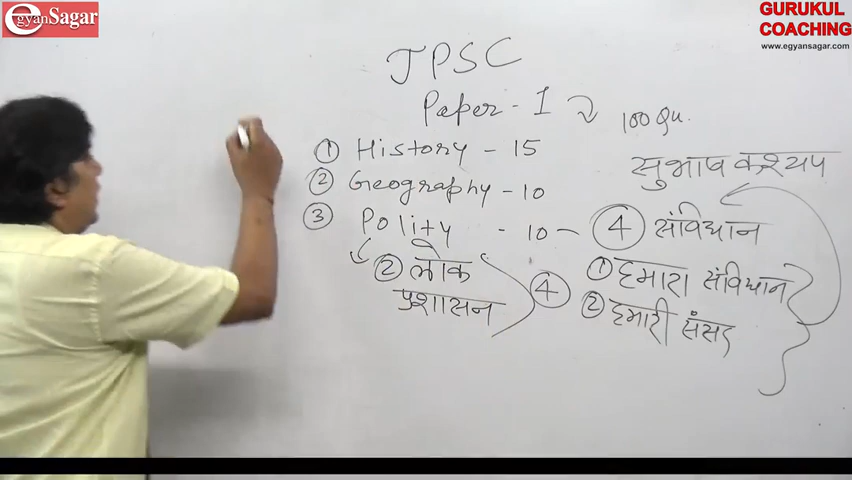 egyanSagar
GURUKUL
COACHING
www.egyansagar.com
JPSC
Paper - I
100 Qu.
① History - 15
② Geography - 10
③ Polity - 10 - ④ संविधान
सुभाष कश्यप
② लोक
प्रशासन
④
① हमारा संविधान
② हमारी संसद